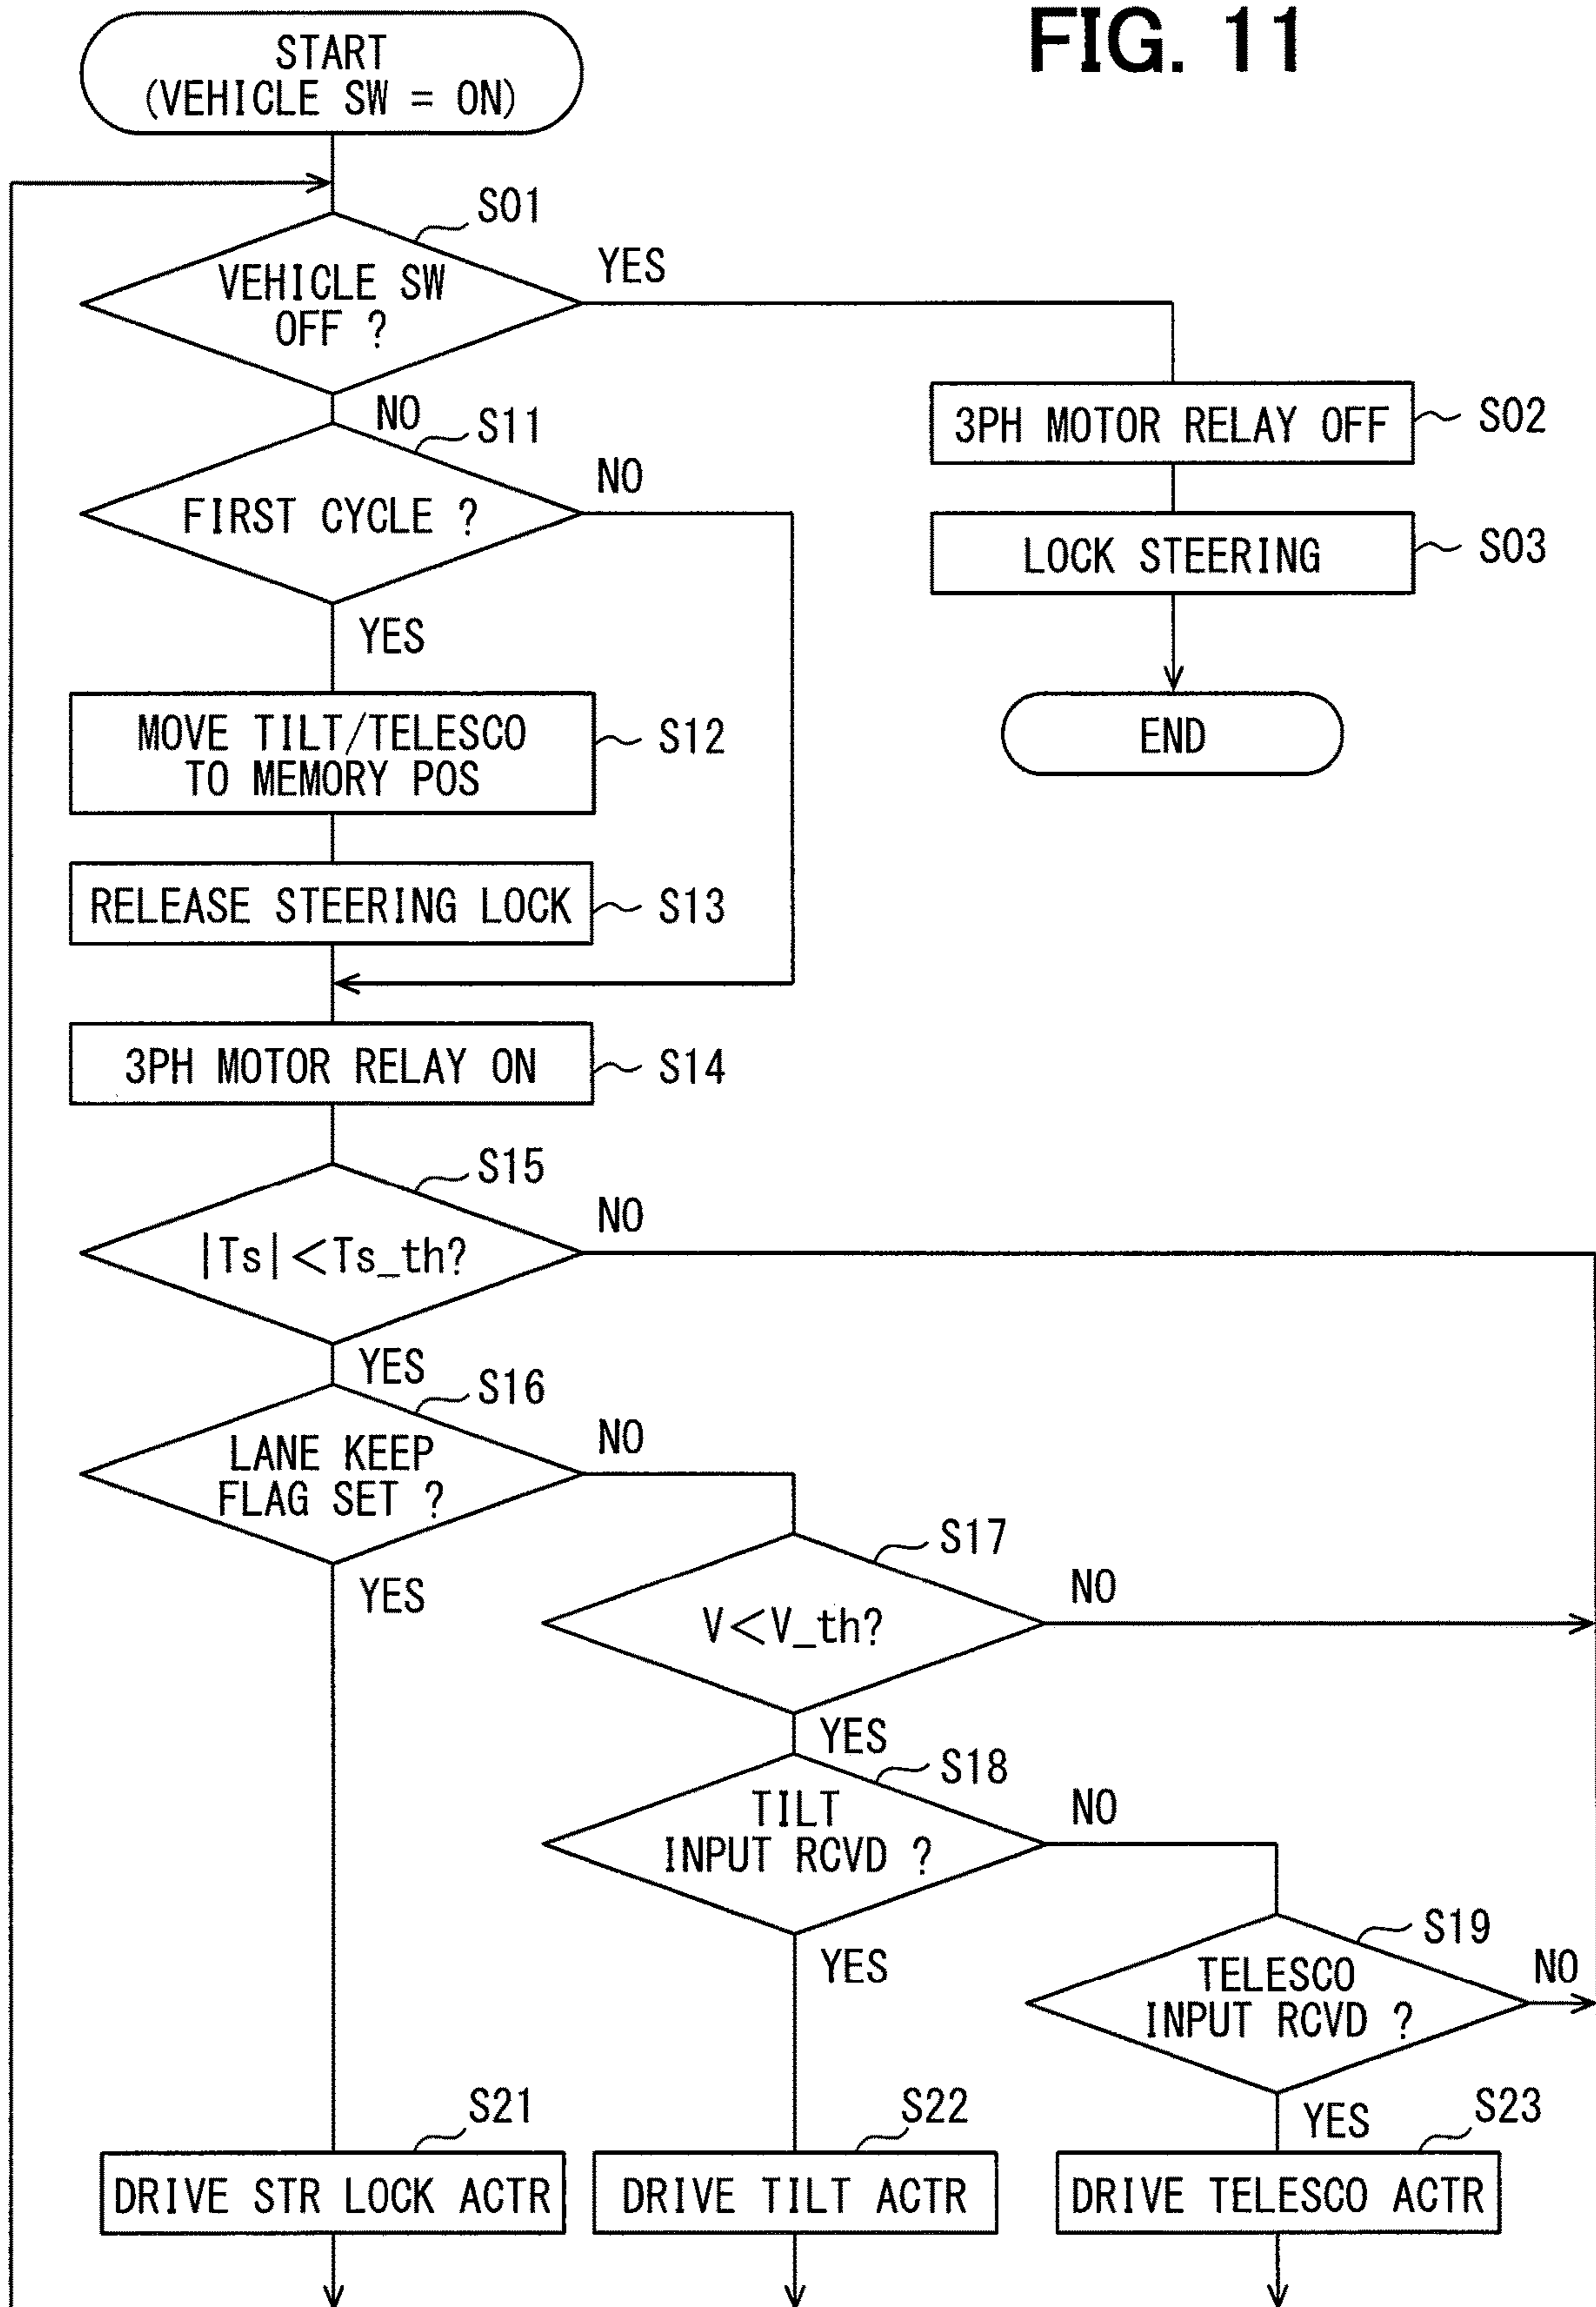 FIG. 11
START
(VEHICLE SW = ON)
S01
VEHICLE SW
OFF ?
YES
NO
3PH MOTOR RELAY OFF
S02
LOCK STEERING
S03
END
S11
FIRST CYCLE ?
NO
YES
MOVE TILT/TELESCO
TO MEMORY POS
S12
RELEASE STEERING LOCK
S13
3PH MOTOR RELAY ON
S14
S15
|Ts|<Ts_th?
NO
YES
S16
LANE KEEP
FLAG SET ?
NO
YES
S17
V<V_th?
NO
YES
S18
TILT
INPUT RCVD ?
NO
YES
S19
TELESCO
INPUT RCVD ?
NO
YES
S21
DRIVE STR LOCK ACTR
S22
DRIVE TILT ACTR
S23
DRIVE TELESCO ACTR